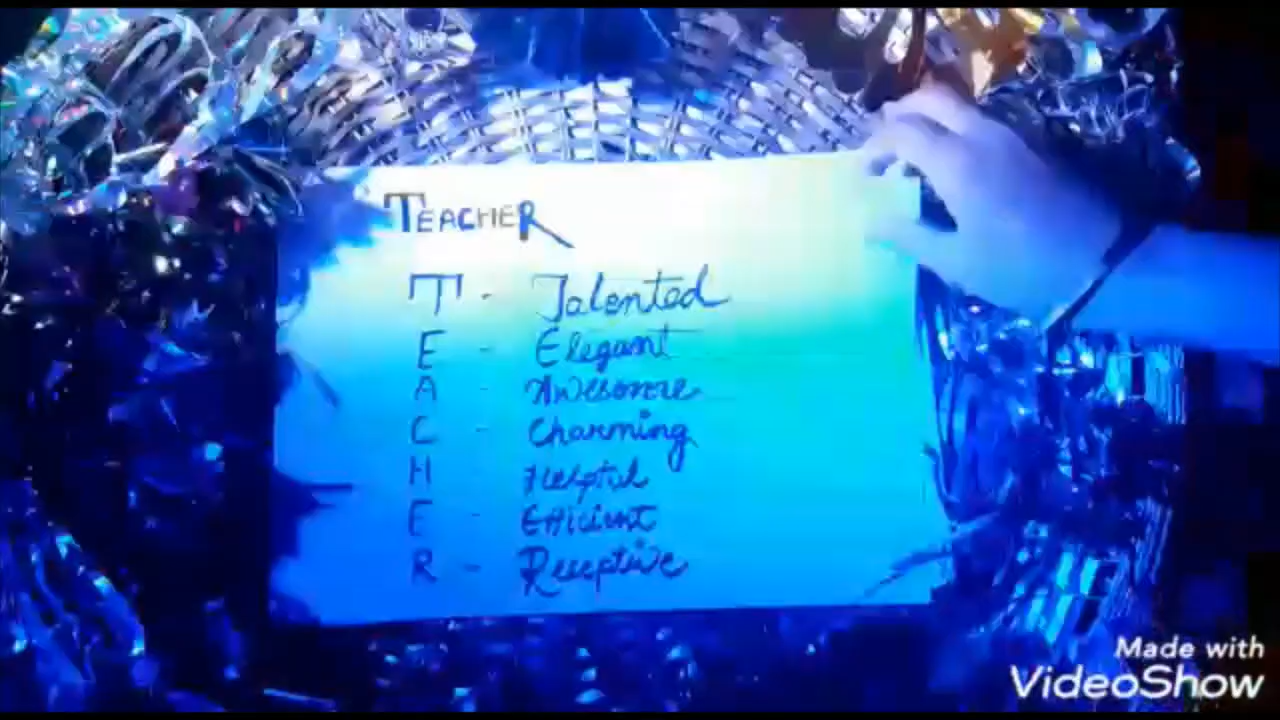 TEACHER
T - Talented
E - Elegant
A - Awesome
C - Charming
H - Helpful
E - Efficient
R - Receptive
Made with
VideoShow